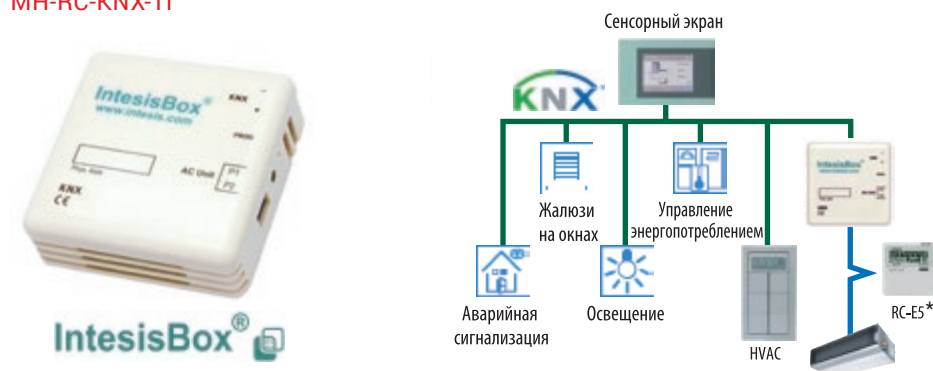 MH-RC-KNX-1I
IntesisBox®
www.intesis.com
KNX
-
+
PROG
AC Unit
P1
P2
KNX
CE
IntesisBox®
Сенсорный экран
KNX
Жалюзи
на окнах
Управление
энергопотреблением
Аварийная
сигнализация
Освещение
HVAC
IntesisBox
RC-E5*